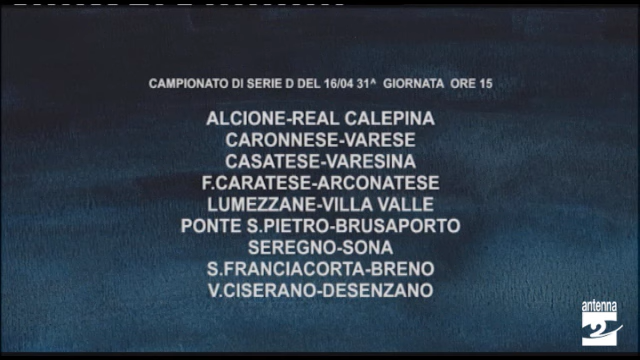 CAMPIONATO DI SERIE D DEL 16/04 31^ GIORNATA ORE 15
ALCIONE-REAL CALEPINA
CARONNESE-VARESE
CASATESE-VARESINA
F.CARATESE-ARCONATESE
LUMEZZANE-VILLA VALLE
PONTE S.PIETRO-BRUSAPORTO
SEREGNO-SONA
S.FRANCIACORTA-BRENO
V.CISERANO-DESENZANO
antenna
2